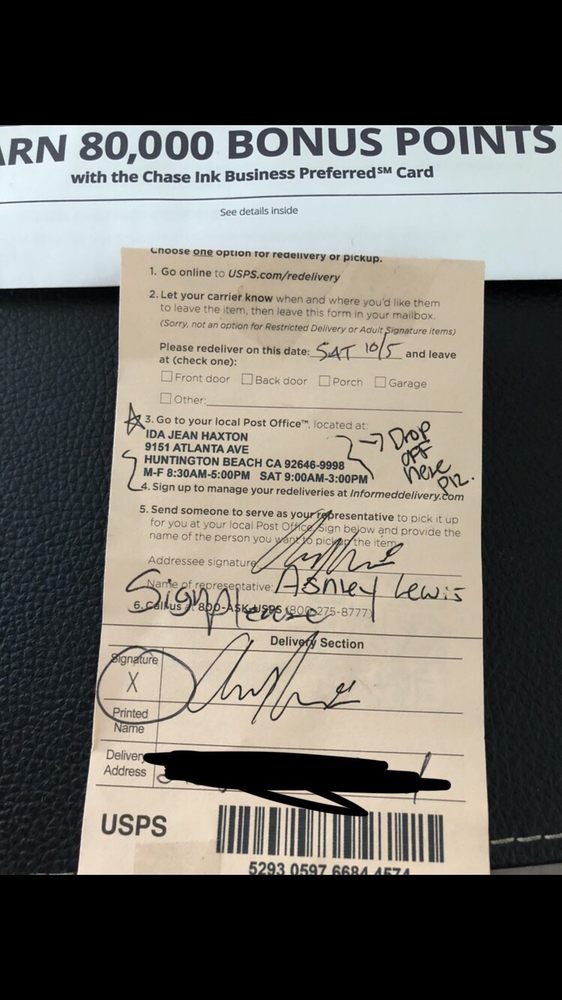 ARN 80,000 BONUS POINTS
with the Chase Ink Business Preferred℠ Card
See details inside
Choose one option for redelivery or pickup.
1. Go online to USPS.com/redelivery
2. Let your carrier know when and where you'd like them
to leave the item, then leave this form in your mailbox.
(Sorry, not an option for Restricted Delivery or Adult Signature items)
Please redeliver on this date: SAT 10/5 and leave
at (check one):
Front door Back door Porch Garage
Other:
3. Go to your local Post Office™, located at:
IDA JEAN HAXTON
9151 ATLANTA AVE
HUNTINGTON BEACH CA 92646-9998
M-F 8:30AM-5:00PM SAT 9:00AM-3:00PM
Drop
off
here
plz.
4. Sign up to manage your redeliveries at Informeddelivery.com
5. Send someone to serve as your representative to pick it up
for you at your local Post Office. Sign below and provide the
name of the person you want to pick up the item.
Addressee signature:
Name of representative: Ashley Lewis
Sign please
6. Call us at 800-ASK-USPS (800-275-8777)
Delivery Section
Signature
X
Printed
Name
Delivery
Address
USPS
5293 0597 6684 4574